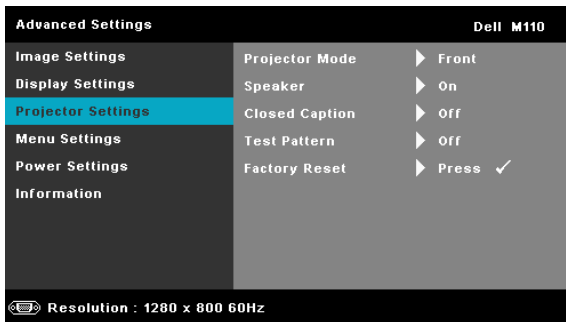 Advanced Settings Dell M110
Image Settings Projector Mode Front
Display Settings Speaker On
Projector Settings Closed Caption Off
Menu Settings Test Pattern Off
Power Settings Factory Reset Press ✓
Information
Resolution : 1280 x 800 60Hz